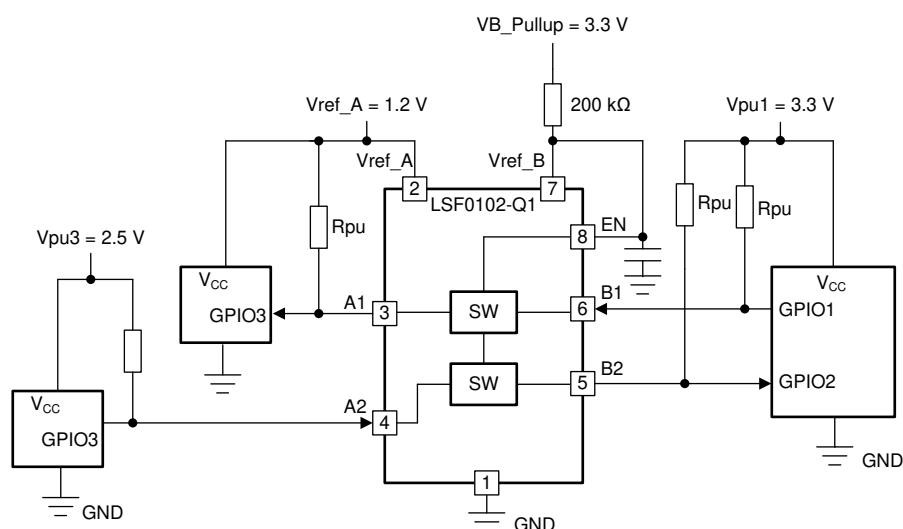 VB_Pullup = 3.3 V
200 kΩ
Vref_A = 1.2 V
Vpu1 = 3.3 V
Vref_A
Vref_B
2
7
LSF0102-Q1
EN
8
Rpu
Rpu
Rpu
Vpu3 = 2.5 V
VCC
GPIO3
A1
3
SW
6
B1
VCC
GPIO1
SW
5
B2
GPIO2
VCC
GPIO3
A2
4
1
GND
GND
GND